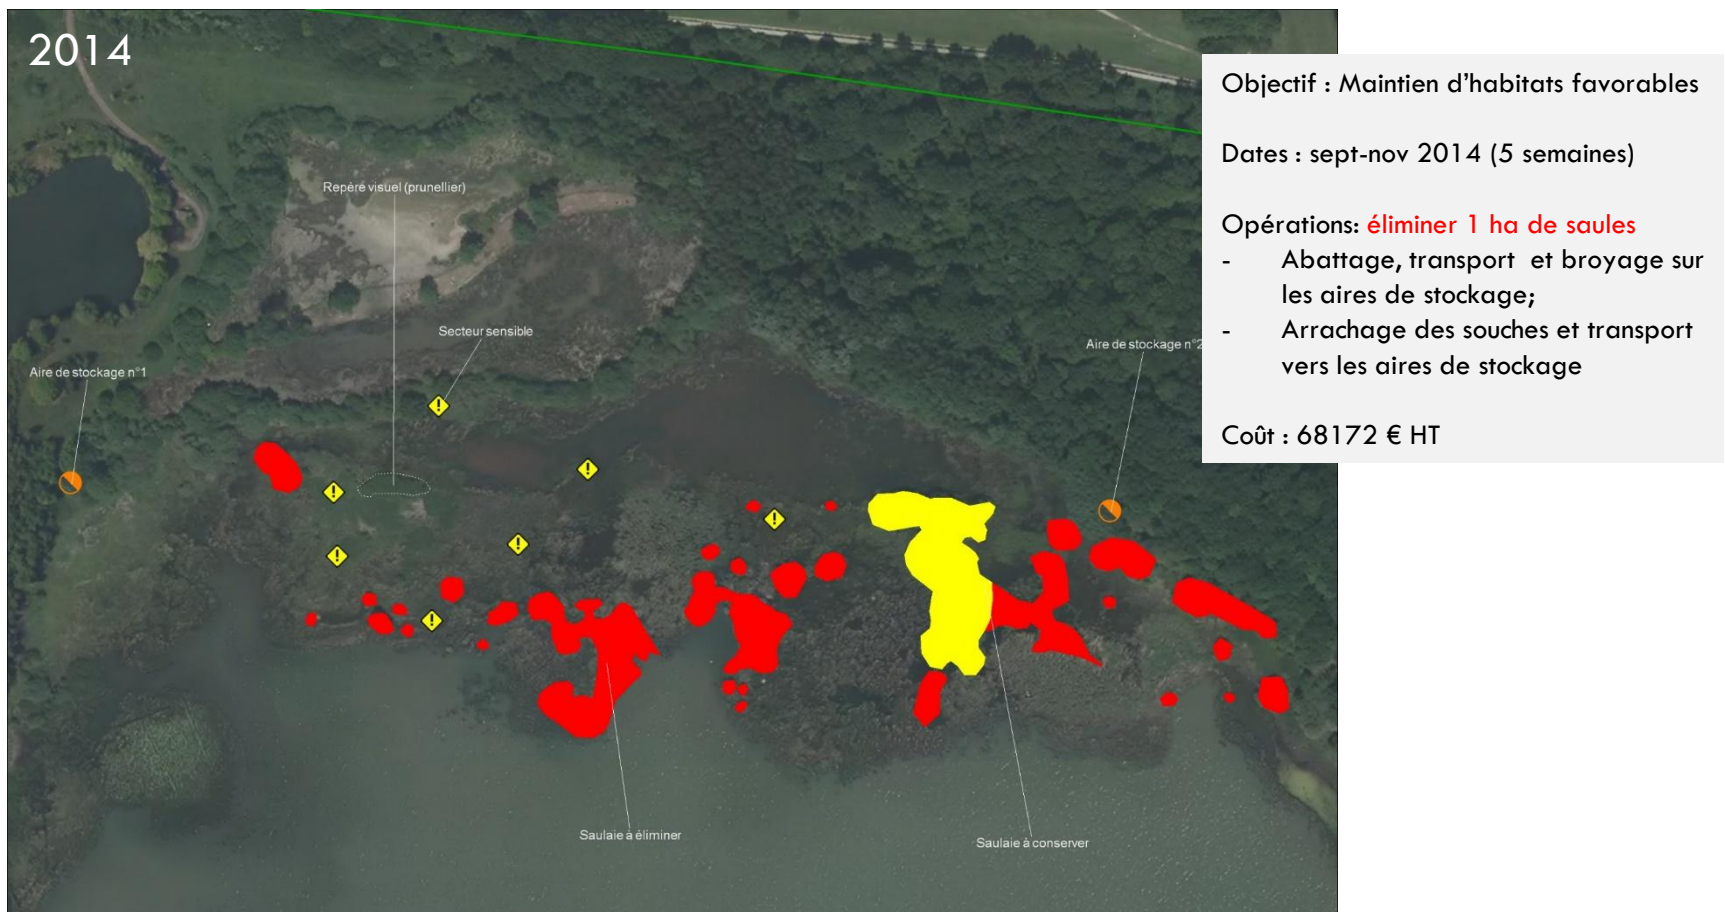 2014
Objectif : Maintien d'habitats favorables
Dates : sept-nov 2014 (5 semaines)
Opérations: éliminer 1 ha de saules
- Abattage, transport et broyage sur
les aires de stockage;
- Arrachage des souches et transport
vers les aires de stockage
Coût : 68172 € HT
Repéré visuel (prunellier)
Secteur sensible
Aire de stockage n°1
Aire de stockage n°2
Saulaie à éliminer
Saulaie à conserver